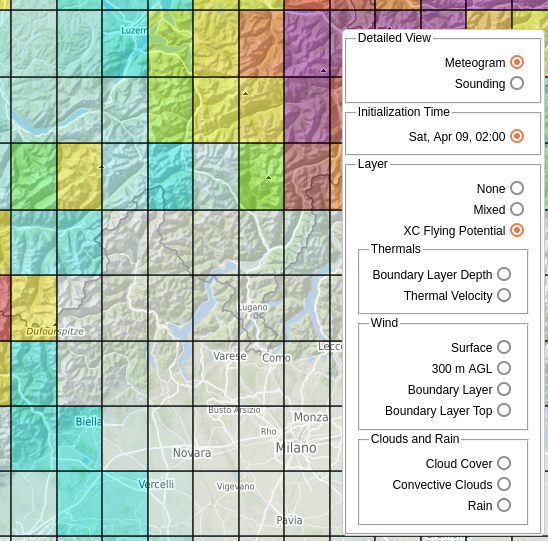 Luzern
Detailed View
Meteogram
Sounding
Initialization Time
Sat, Apr 09, 02:00
Layer
None
Mixed
XC Flying Potential
Thermals
Boundary Layer Depth
Thermal Velocity
Wind
Surface
300 m AGL
Boundary Layer
Boundary Layer Top
Clouds and Rain
Cloud Cover
Convective Clouds
Rain
Lugano
Dufourspitze
Lecc
Varese
Como
Busto Arsizio
Monza
Biella
Rho
Milano
Novara
Vercelli
Vigevano
Pavia